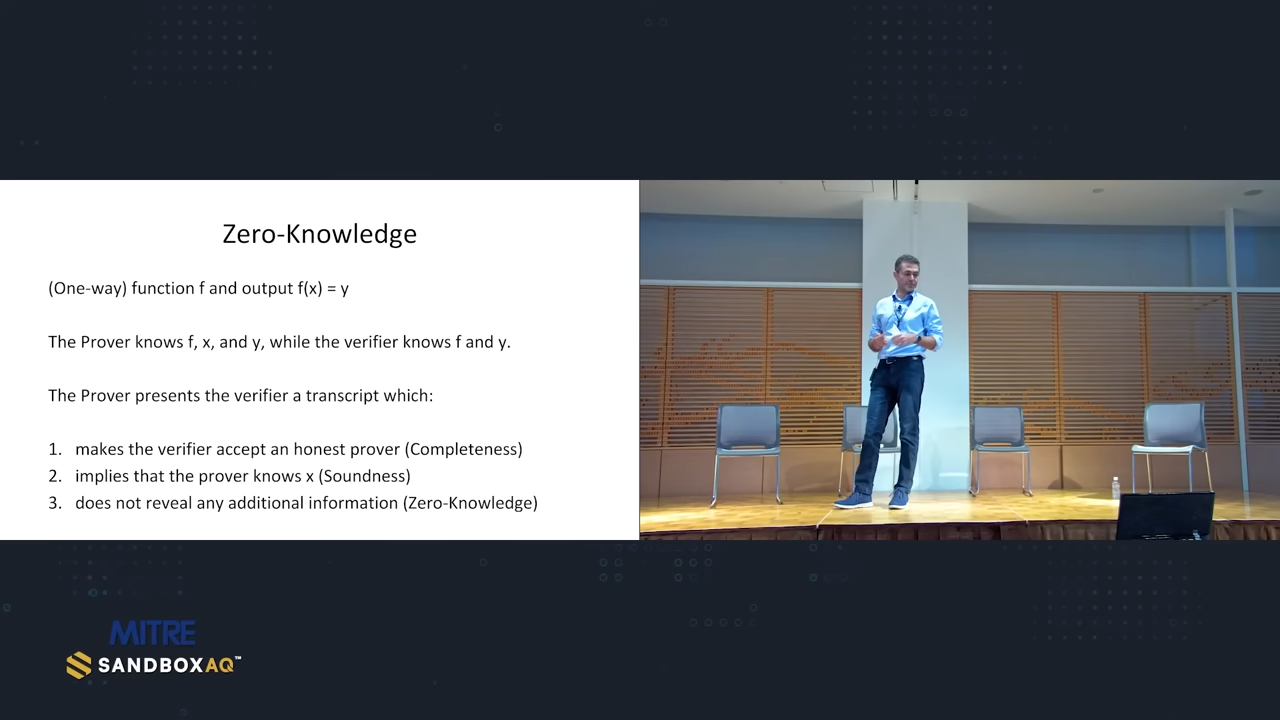 Zero-Knowledge
(One-way) function f and output f(x) = y
The Prover knows f, x, and y, while the verifier knows f and y.
The Prover presents the verifier a transcript which:
1. makes the verifier accept an honest prover (Completeness)
2. implies that the prover knows x (Soundness)
3. does not reveal any additional information (Zero-Knowledge)
MITRE
SANDBOXAQ™